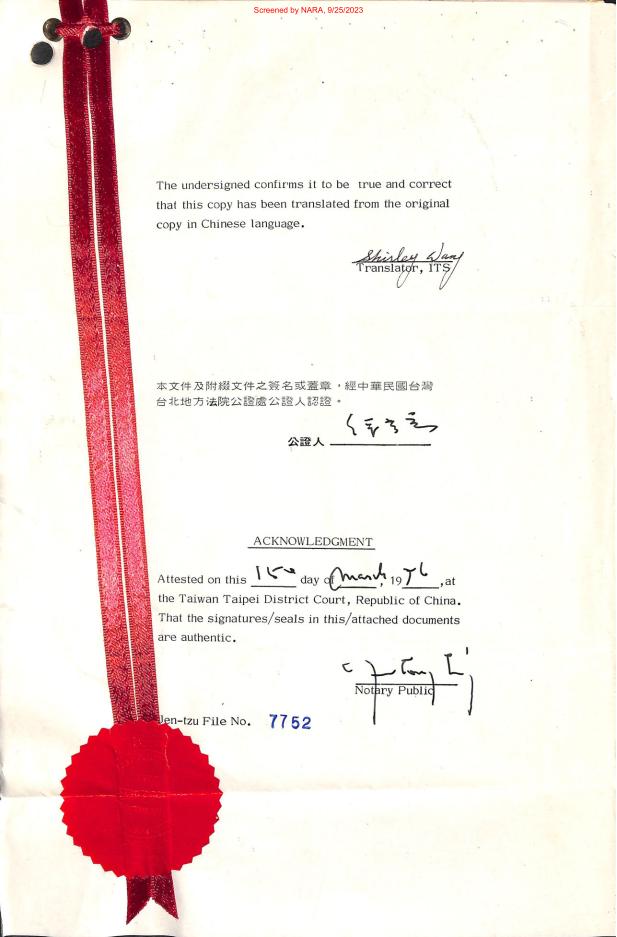 Screened by NARA, 9/25/2023
The undersigned confirms it to be true and correct
that this copy has been translated from the original
copy in Chinese language.
Shirley Wang
Translator, ITS
本文件及附綴文件之簽名或蓋章，經中華民國台灣
台北地方法院公證處公證人認證。
公證人
ACKNOWLEDGMENT
Attested on this 15 day of March, 1976, at
the Taiwan Taipei District Court, Republic of China.
That the signatures/seals in this/attached documents
are authentic.
Notary Public
Jen-tzu File No. 7752